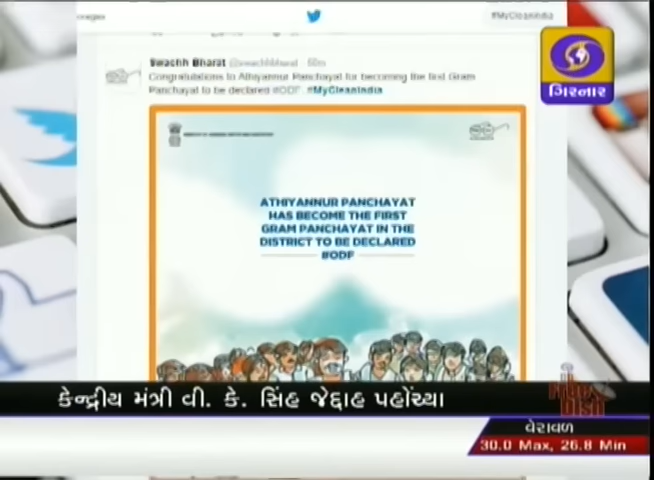 #MyCleanIndia
Swachh Bharat @swachhbharat
Congratulations to Athiyannur Panchayat for becoming the first Gram
Panchayat to be declared #ODF. #MyCleanIndia
ગિરનાર
ATHIYANNUR PANCHAYAT
HAS BECOME THE FIRST
GRAM PANCHAYAT IN THE
DISTRICT TO BE DECLARED
#ODF
કેન્દ્રીય મંત્રી વી. કે. સિંહ જેદ્દાહ પહોંચ્યા
વેરાવળ
30.0 Max, 26.8 Min